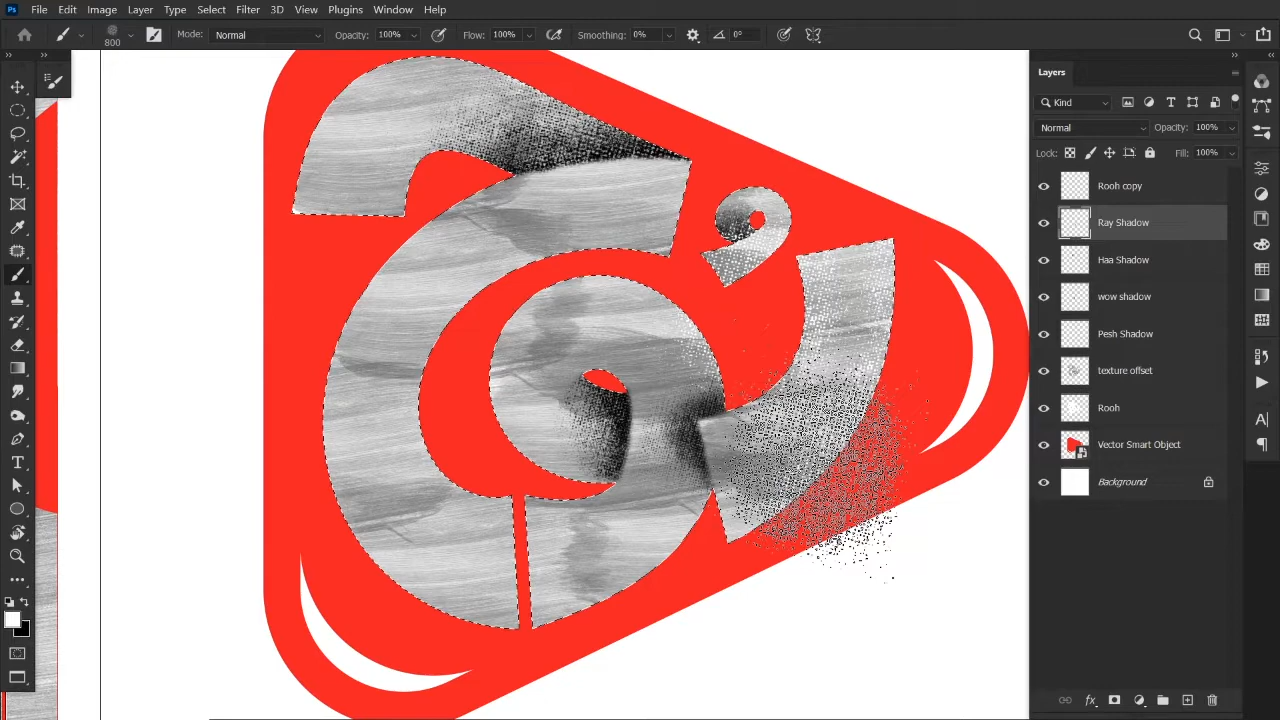 Ps File Edit Image Layer Type Select Filter 3D View Plugins Window Help
800 Mode: Normal Opacity: 100% Flow: 100% Smoothing: 0% 0°
Layers
Kind
Normal Opacity: 100%
Lock: Fill: 100%
Rooh copy
Ray Shadow
Haa Shadow
wow shadow
Pesh Shadow
texture offset
Rooh
Vector Smart Object
Background
روح